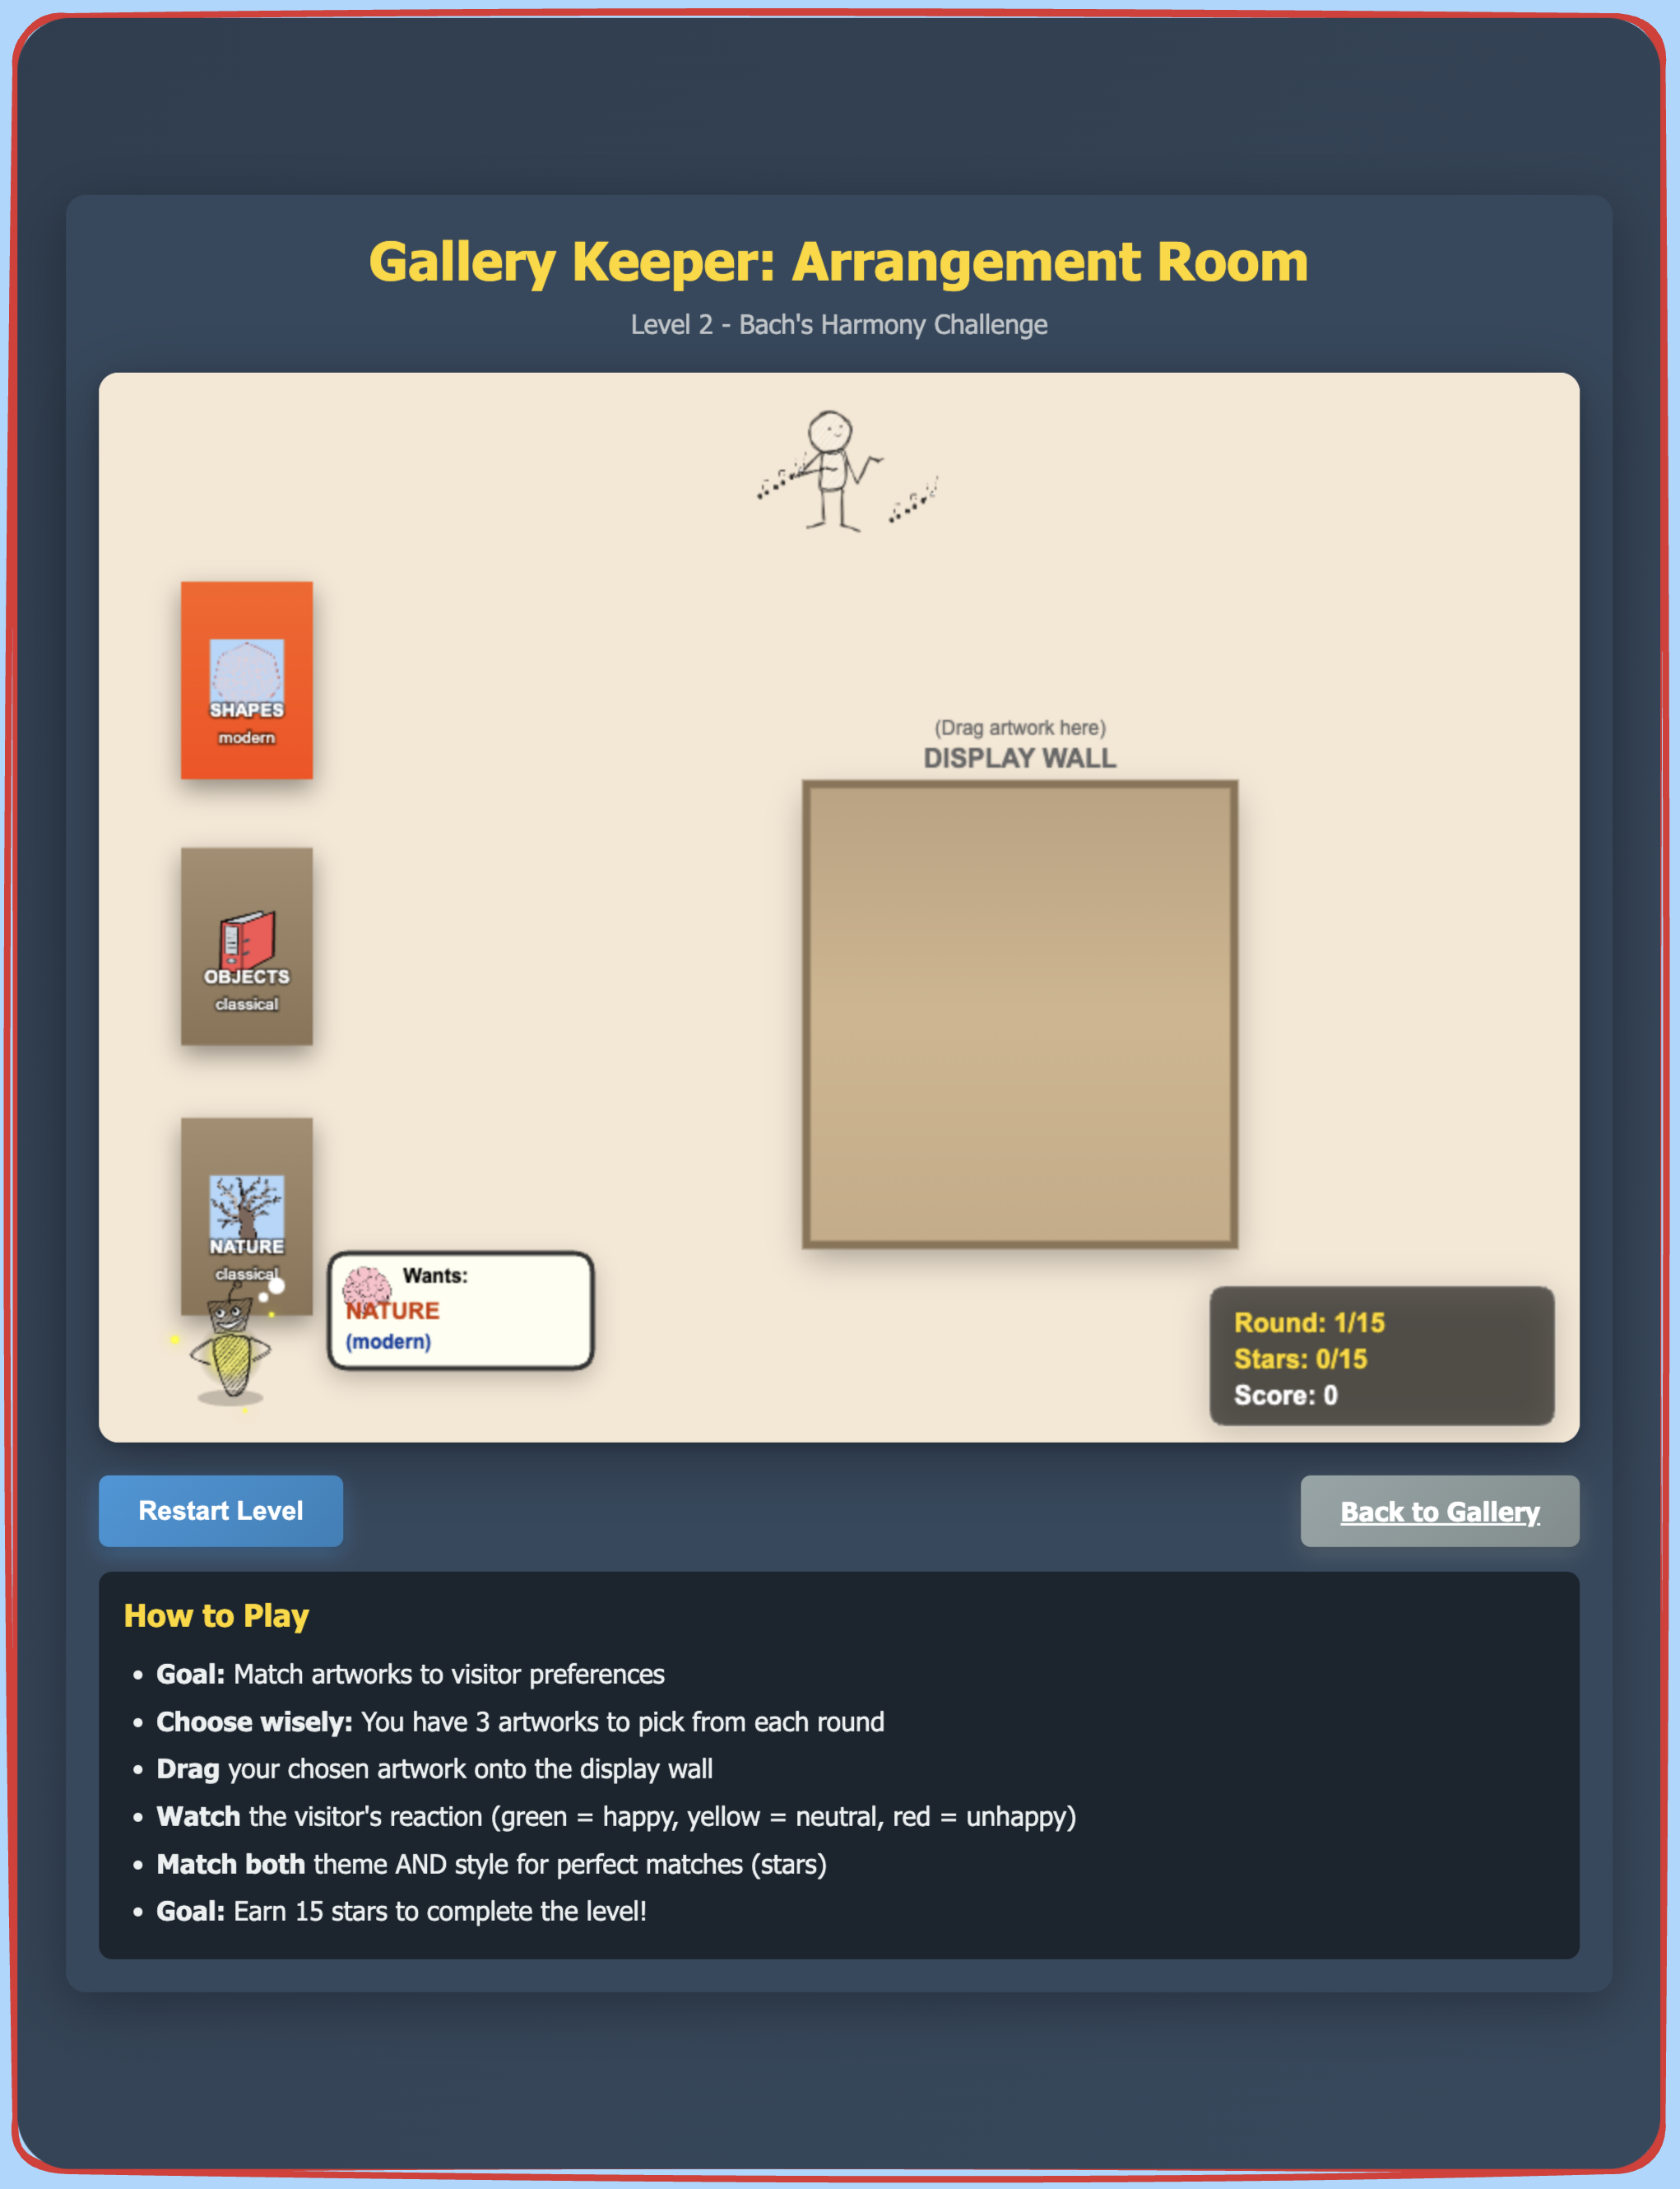 Gallery Keeper: Arrangement Room
Level 2 - Bach's Harmony Challenge
SHAPES
modern
(Drag artwork here)
DISPLAY WALL
OBJECTS
classical
NATURE
classical
Wants:
NATURE
(modern)
Round: 1/15
Stars: 0/15
Score: 0
Restart Level
Back to Gallery
How to Play
• Goal: Match artworks to visitor preferences
• Choose wisely: You have 3 artworks to pick from each round
• Drag your chosen artwork onto the display wall
• Watch the visitor's reaction (green = happy, yellow = neutral, red = unhappy)
• Match both theme AND style for perfect matches (stars)
• Goal: Earn 15 stars to complete the level!